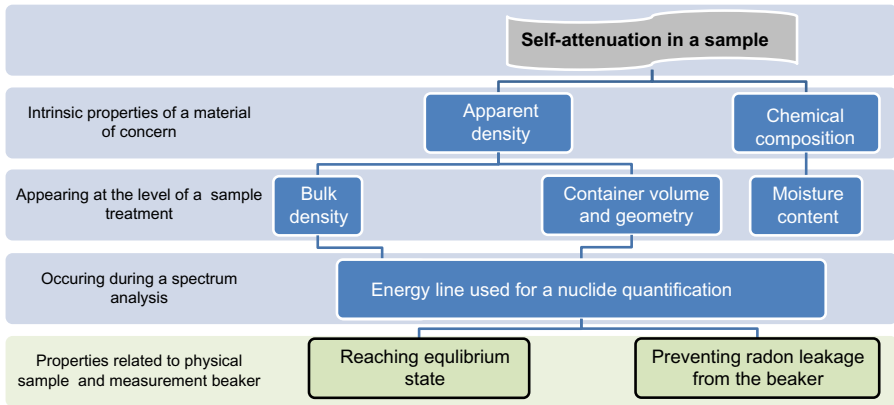 Self-attenuation in a sample
Intrinsic properties of a material
of concern
Apparent
density
Chemical
composition
Appearing at the level of a sample
treatment
Bulk
density
Container volume
and geometry
Moisture
content
Occuring during a spectrum
analysis
Energy line used for a nuclide quantification
Properties related to physical
sample and measurement beaker
Reaching equlibrium
state
Preventing radon leakage
from the beaker